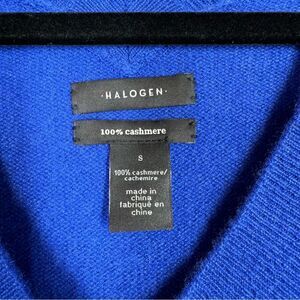 ·HALOGEN·
100% cashmere
S
100% cashmere/
cachemire
made in
china
fabriqué en
chine